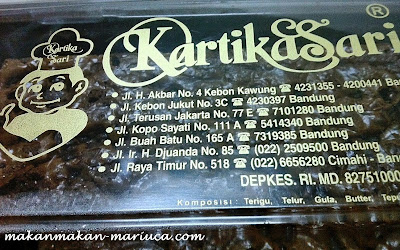 Kartika
Sari
KartikaSari ®
• Jl. H. Akbar No. 4 Kebon Kawung ☎ 4231355 - 4200441 Ban
• Jl. Kebon Jukut No. 3C ☎ 4230397 Bandung
• Jl. Terusan Jakarta No. 77 E ☎ 7101280 Bandung
• Jl. Kopo Sayati No. 111 A ☎ 5414340 Bandung
• Jl. Buah Batu No. 165 A ☎ 7319385 Bandung
• Jl. Ir. H Djuanda No. 85 ☎ (022) 2509500 Bandung
• Jl. Raya Timur No. 518 ☎ (022) 6656280 Cimahi - Ban
DEPKES. RI. MD. 82751000
Komposisi: Terigu, Telur, Gula, Butter, Tepe
makanmakan-mariuca.com